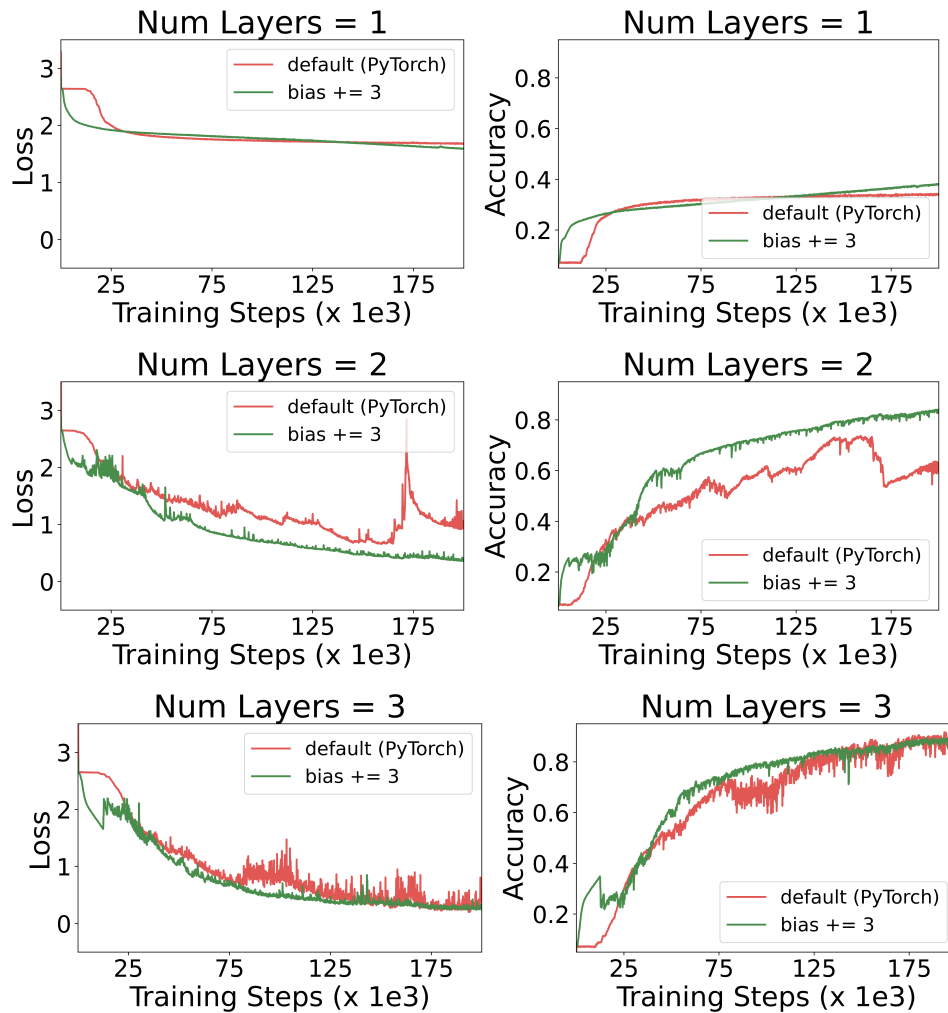 Num Layers = 1
3
2
1
0
Loss
default (PyTorch)
bias += 3
25
75
125
175
Training Steps (x 1e3)
Num Layers = 1
0.8
0.6
0.4
0.2
Accuracy
default (PyTorch)
bias += 3
25
75
125
175
Training Steps (x 1e3)
Num Layers = 2
3
2
1
0
Loss
default (PyTorch)
bias += 3
25
75
125
175
Training Steps (x 1e3)
Num Layers = 2
0.8
0.6
0.4
0.2
Accuracy
default (PyTorch)
bias += 3
25
75
125
175
Training Steps (x 1e3)
Num Layers = 3
3
2
1
0
Loss
default (PyTorch)
bias += 3
25
75
125
175
Training Steps (x 1e3)
Num Layers = 3
0.8
0.6
0.4
0.2
Accuracy
default (PyTorch)
bias += 3
25
75
125
175
Training Steps (x 1e3)